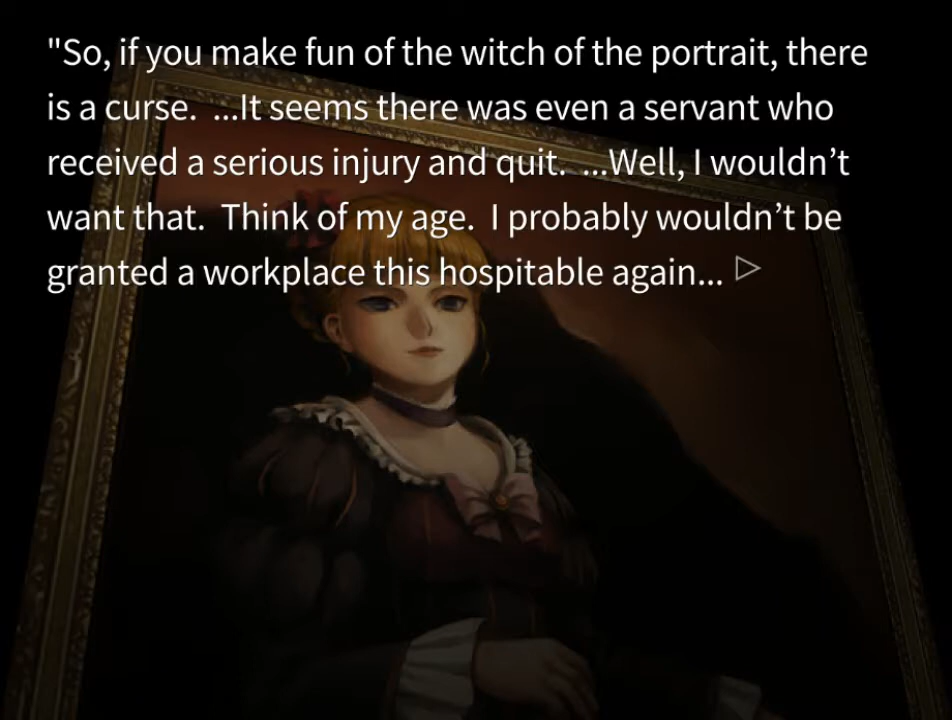 "So, if you make fun of the witch of the portrait, there
is a curse.  ...It seems there was even a servant who
received a serious injury and quit.  ...Well, I wouldn’t
want that.  Think of my age.  I probably wouldn’t be
granted a workplace this hospitable again...